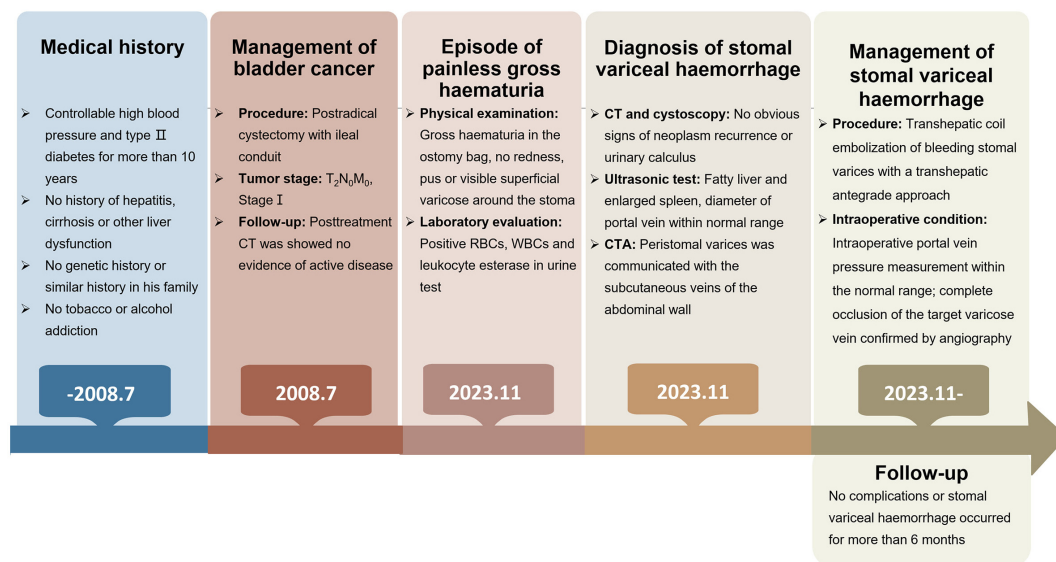 Medical history
Controllable high blood
pressure and type Ⅱ
diabetes for more than 10
years
No history of hepatitis,
cirrhosis or other liver
dysfunction
No genetic history or
similar history in his family
No tobacco or alcohol
addiction
-2008.7
Management of
bladder cancer
Procedure: Postradical
cystectomy with ileal
conduit
Tumor stage: T₂N₀M₀,
Stage Ⅰ
Follow-up: Posttreatment
CT was showed no
evidence of active disease
2008.7
Episode of
painless gross
haematuria
Physical examination:
Gross haematuria in the
ostomy bag, no redness,
pus or visible superficial
varicose around the stoma
Laboratory evaluation:
Positive RBCs, WBCs and
leukocyte esterase in urine
test
2023.11
Diagnosis of stomal
variceal haemorrhage
CT and cystoscopy: No obvious
signs of neoplasm recurrence or
urinary calculus
Ultrasonic test: Fatty liver and
enlarged spleen, diameter of
portal vein within normal range
CTA: Peristomal varices was
communicated with the
subcutaneous veins of the
abdominal wall
2023.11
Management of
stomal variceal
haemorrhage
Procedure: Transhepatic coil
embolization of bleeding stomal
varices with a transhepatic
antegrade approach
Intraoperative condition:
Intraoperative portal vein
pressure measurement within
the normal range; complete
occlusion of the target varicose
vein confirmed by angiography
2023.11-
Follow-up
No complications or stomal
variceal haemorrhage occurred
for more than 6 months